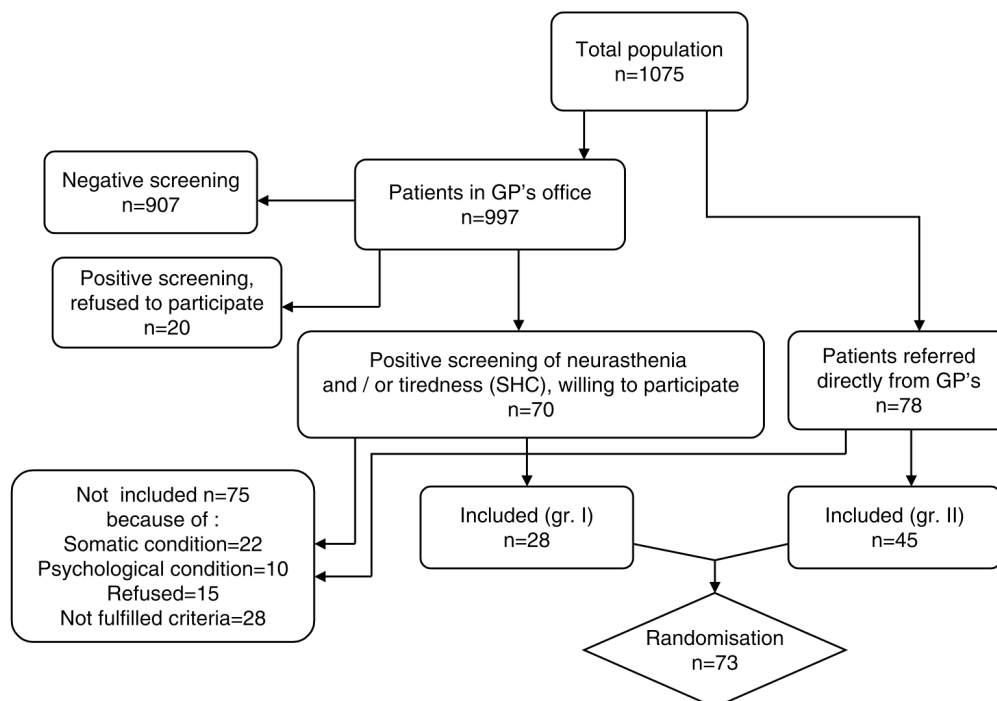 Total population
n=1075
Negative screening
n=907
Patients in GP's office
n=997
Positive screening,
refused to participate
n=20
Positive screening of neurasthenia
and / or tiredness (SHC), willing to participate
n=70
Patients referred
directly from GP's
n=78
Not included n=75
because of :
Somatic condition=22
Psychological condition=10
Refused=15
Not fulfilled criteria=28
Included (gr. I)
n=28
Included (gr. II)
n=45
Randomisation
n=73